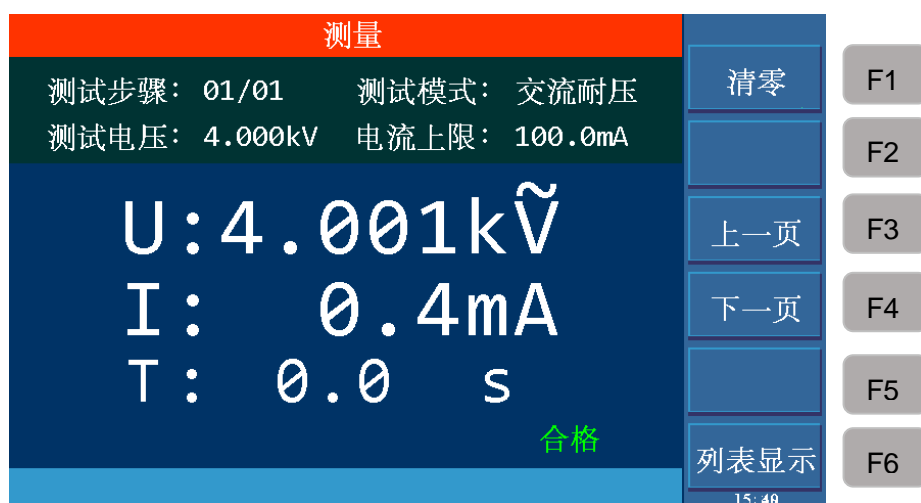 测量
测试步骤: 01/01 测试模式: 交流耐压
测试电压: 4.000kV 电流上限: 100.0mA
U:4.001kṼ
I: 0.4mA
T: 0.0 s
合格
清零
上一页
下一页
列表显示
15:40
F1
F2
F3
F4
F5
F6